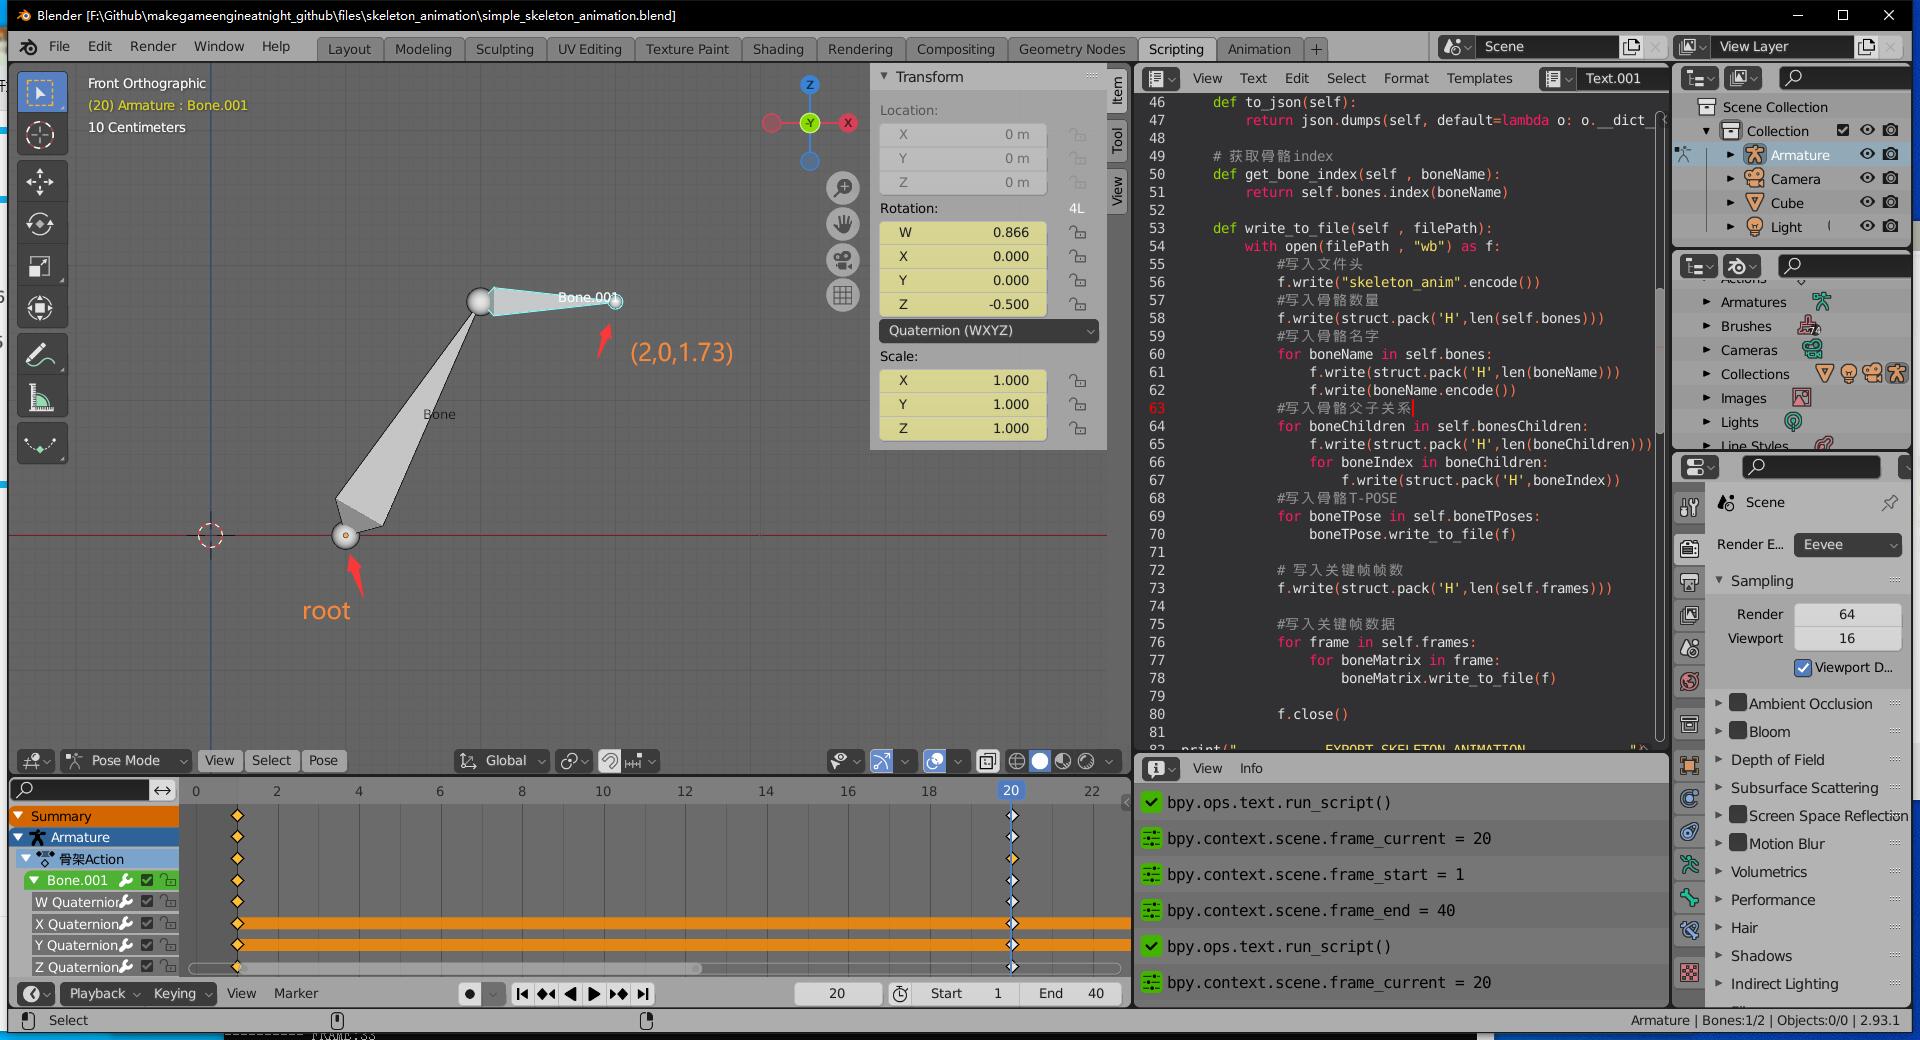 Blender [F:\Github\makegameengineatnight_github\files\skeleton_animation\simple_skeleton_animation.blend]
File Edit Render Window Help
Layout Modeling Sculpting UV Editing Texture Paint Shading Rendering Compositing Geometry Nodes Scripting Animation +
Scene
View Layer
Front Orthographic
(20) Armature : Bone.001
10 Centimeters
Z
-Y
X
Bone.001
(2,0,1.73)
Bone
root
Transform
Location:
X 0 m
Y 0 m
Z 0 m
Rotation: 4L
W 0.866
X 0.000
Y 0.000
Z -0.500
Quaternion (WXYZ)
Scale:
X 1.000
Y 1.000
Z 1.000
Item
Tool
View
Pose Mode View Select Pose Global
View Text Edit Select Format Templates Text.001
46 def to_json(self):
47 return json.dumps(self, default=lambda o: o.__dict_
48
49 # 获取骨骼index
50 def get_bone_index(self , boneName):
51 return self.bones.index(boneName)
52
53 def write_to_file(self , filePath):
54 with open(filePath , "wb") as f:
55 #写入文件头
56 f.write("skeleton_anim".encode())
57 #写入骨骼数量
58 f.write(struct.pack('H',len(self.bones)))
59 #写入骨骼名字
60 for boneName in self.bones:
61 f.write(struct.pack('H',len(boneName)))
62 f.write(boneName.encode())
63 #写入骨骼父子关系
64 for boneChildren in self.bonesChildren:
65 f.write(struct.pack('H',len(boneChildren)))
66 for boneIndex in boneChildren:
67 f.write(struct.pack('H',boneIndex))
68 #写入骨骼T-POSE
69 for boneTPose in self.boneTPoses:
70 boneTPose.write_to_file(f)
71
72 # 写入关键帧帧数
73 f.write(struct.pack('H',len(self.frames)))
74
75 #写入关键帧数据
76 for frame in self.frames:
77 for boneMatrix in frame:
78 boneMatrix.write_to_file(f)
79
80 f.close()
81
82 print(" EXPORT SKELETON ANIMATION ")
View Info
bpy.ops.text.run_script()
bpy.context.scene.frame_current = 20
bpy.context.scene.frame_start = 1
bpy.context.scene.frame_end = 40
bpy.ops.text.run_script()
bpy.context.scene.frame_current = 20
Scene Collection
Collection
Armature
Camera
Cube
Light
Actions
Armatures
Brushes
Cameras
Collections
Images
Lights
Line Styles
Scene
Render E... Eevee
Sampling
Render 64
Viewport 16
Viewport D...
Ambient Occlusion
Bloom
Depth of Field
Subsurface Scattering
Screen Space Reflection
Motion Blur
Volumetrics
Performance
Hair
Shadows
Indirect Lighting
0 2 4 6 8 10 12 14 16 18 20 22
Summary
Armature
骨架Action
Bone.001
W Quaternion
X Quaternion
Y Quaternion
Z Quaternion
Playback Keying View Marker 20 Start 1 End 40
Select
Armature | Bones:1/2 | Objects:0/0 | 2.93.1
FRAME:33